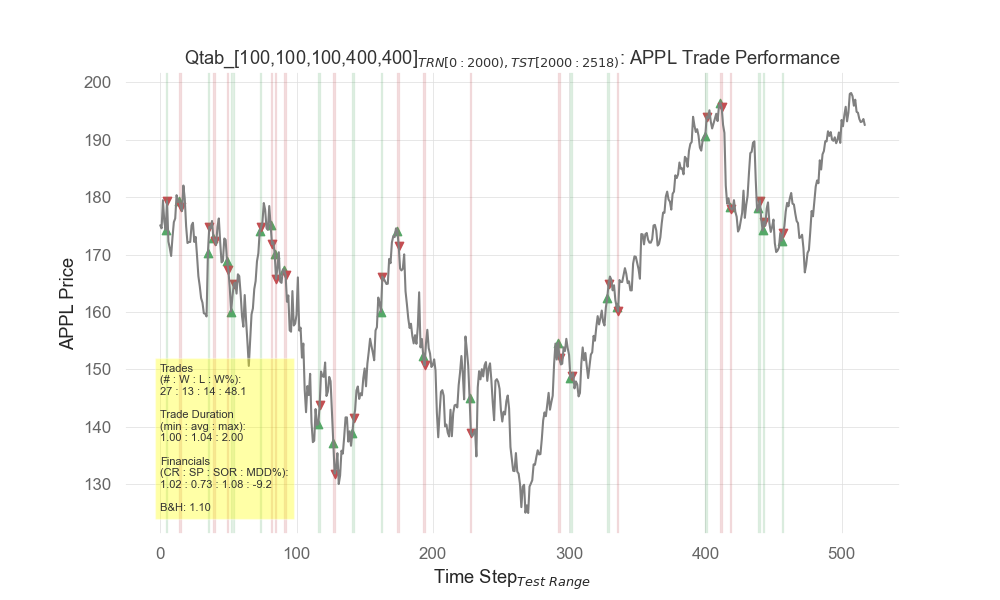 Qtab_[100,100,100,400,400]TRN[0 : 2000), TST[2000 : 2518): APPL Trade Performance
200
190
180
170
160
150
140
130
APPL Price
Trades
(# : W : L : W%):
27 : 13 : 14 : 48.1
Trade Duration
(min : avg : max):
1.00 : 1.04 : 2.00
Financials
(CR : SP : SOR : MDD%):
1.02 : 0.73 : 1.08 : -9.2
B&H: 1.10
0 100 200 300 400 500
Time StepTest Range